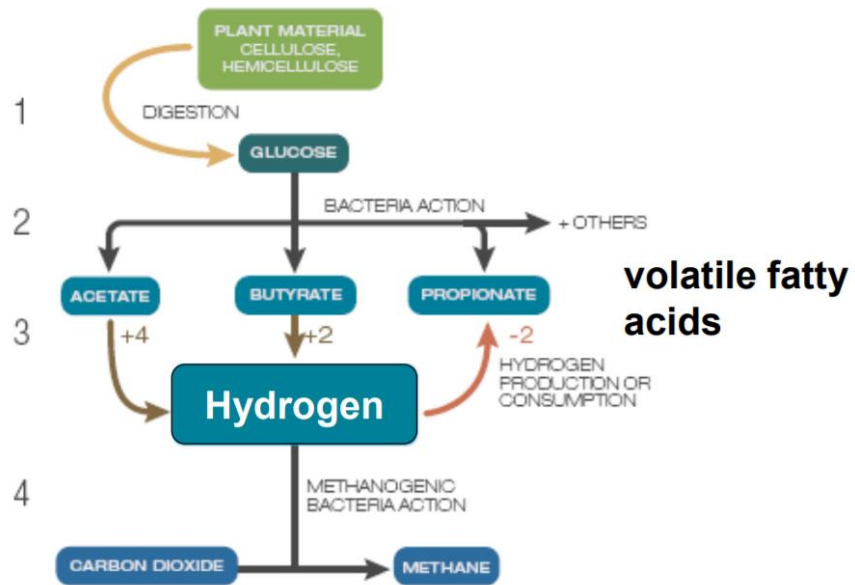 PLANT MATERIAL
CELLULOSE,
HEMICELLULOSE
1
DIGESTION
GLUCOSE
BACTERIA ACTION
2
+ OTHERS
volatile fatty
acids
ACETATE
BUTYRATE
PROPIONATE
3
+4
+2
-2
HYDROGEN
PRODUCTION OR
CONSUMPTION
Hydrogen
4
METHANOGENIC
BACTERIA ACTION
CARBON DIOXIDE
METHANE